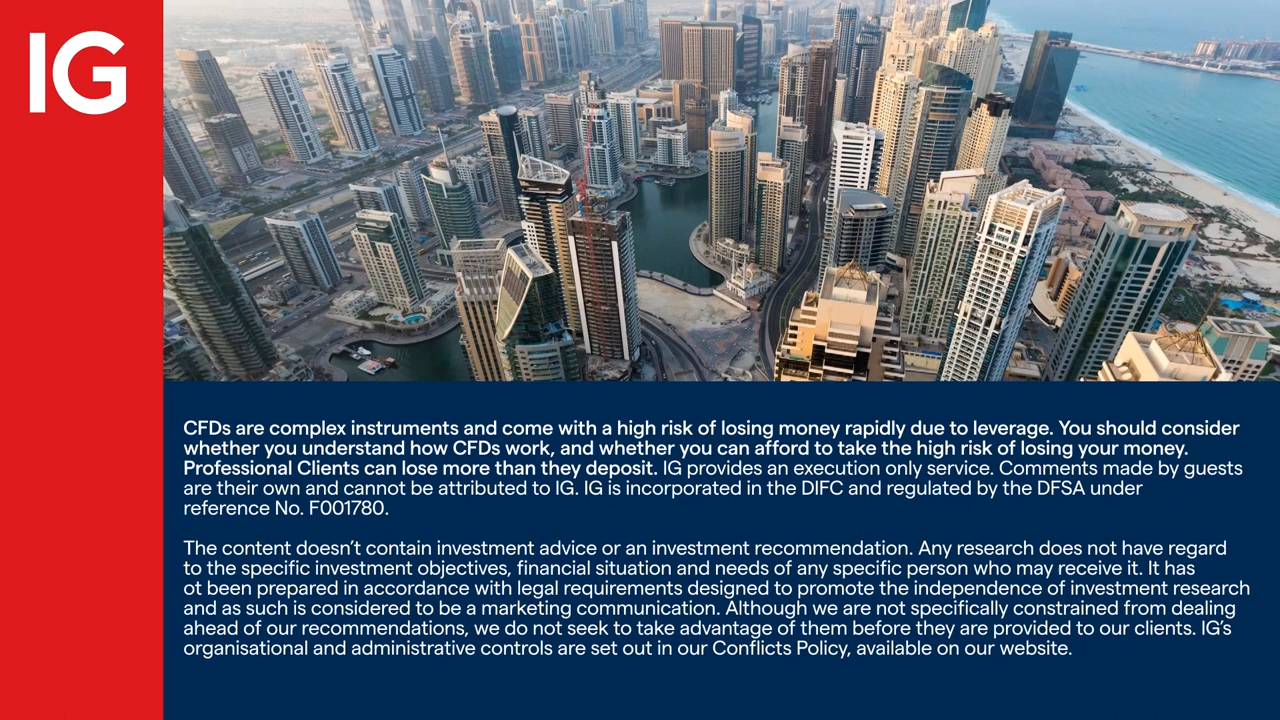 IG
CFDs are complex instruments and come with a high risk of losing money rapidly due to leverage. You should consider
whether you understand how CFDs work, and whether you can afford to take the high risk of losing your money.
Professional Clients can lose more than they deposit. IG provides an execution only service. Comments made by guests
are their own and cannot be attributed to IG. IG is incorporated in the DIFC and regulated by the DFSA under
reference No. F001780.
The content doesn’t contain investment advice or an investment recommendation. Any research does not have regard
to the specific investment objectives, financial situation and needs of any specific person who may receive it. It has
ot been prepared in accordance with legal requirements designed to promote the independence of investment research
and as such is considered to be a marketing communication. Although we are not specifically constrained from dealing
ahead of our recommendations, we do not seek to take advantage of them before they are provided to our clients. IG’s
organisational and administrative controls are set out in our Conflicts Policy, available on our website.